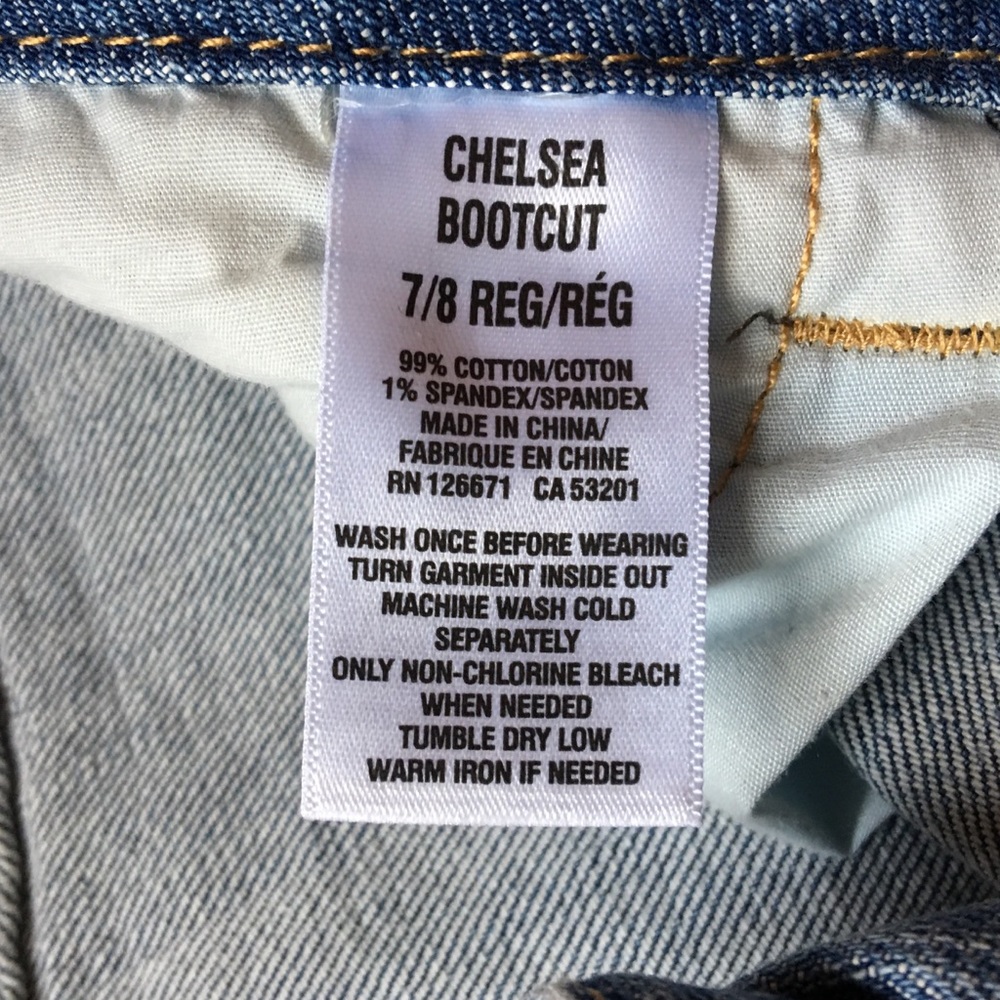 CHELSEA
BOOTCUT
7/8 REG/RÉG
99% COTTON/COTON
1% SPANDEX/SPANDEX
MADE IN CHINA/
FABRIQUE EN CHINE
RN 126671 CA 53201
WASH ONCE BEFORE WEARING
TURN GARMENT INSIDE OUT
MACHINE WASH COLD
SEPARATELY
ONLY NON-CHLORINE BLEACH
WHEN NEEDED
TUMBLE DRY LOW
WARM IRON IF NEEDED